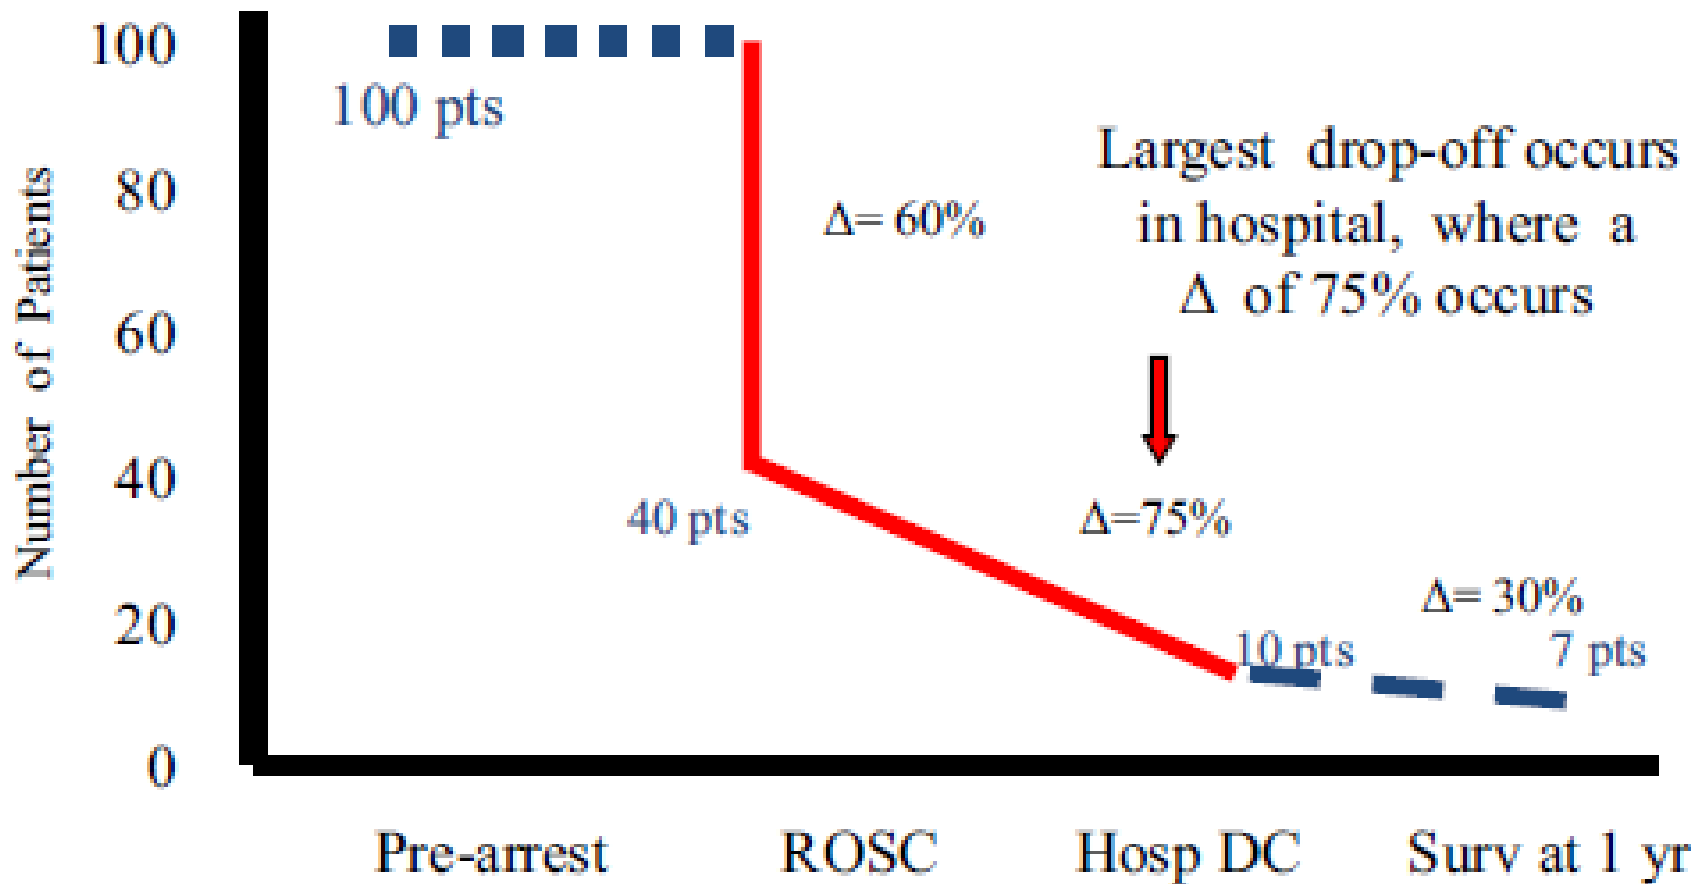 Number of Patients
100
80
60
40
20
0
100 pts
Δ= 60%
Largest drop-off occurs
in hospital, where a
Δ of 75% occurs
40 pts
Δ=75%
Δ= 30%
10 pts
7 pts
Pre-arrest
ROSC
Hosp DC
Surv at 1 yr